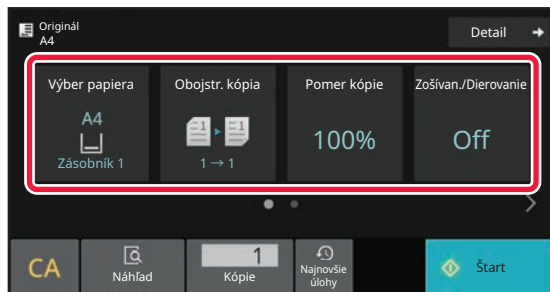 Originál
A4
Detail
Výber papiera
A4
Zásobník 1
Obojstr. kópia
1 → 1
Pomer kópie
100%
Zošívan./Dierovanie
Off
CA
Náhľad
1
Kópie
Najnovšie
úlohy
Štart